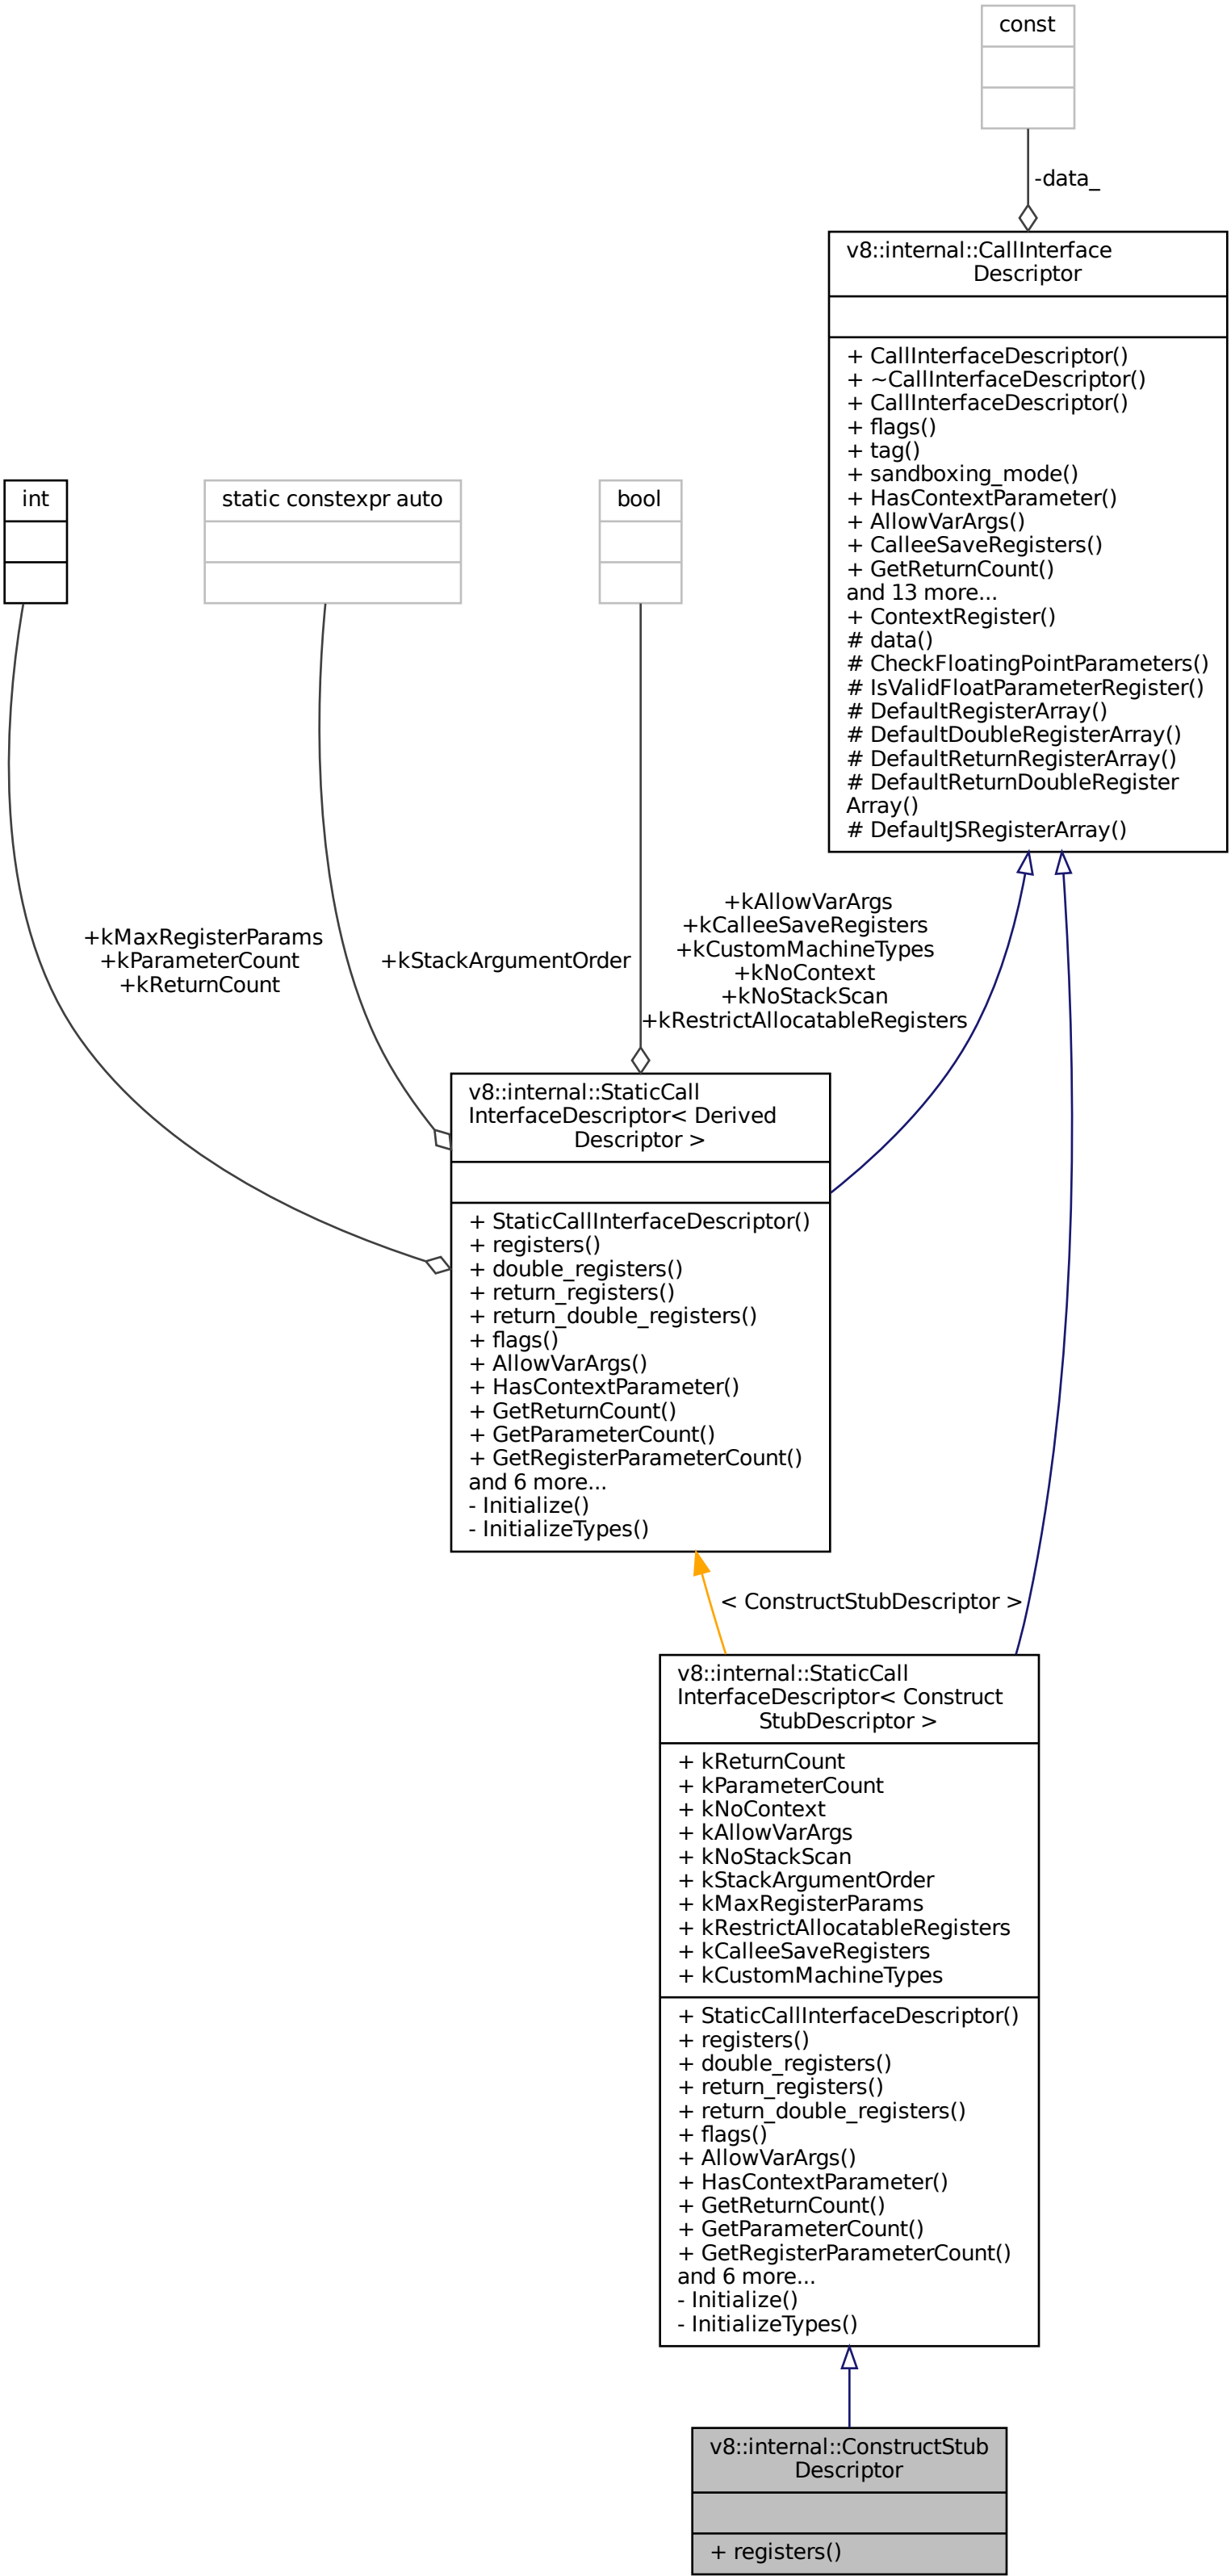 const
-data_
v8::internal::CallInterface
Descriptor
+ CallInterfaceDescriptor()
+ ~CallInterfaceDescriptor()
+ CallInterfaceDescriptor()
+ flags()
+ tag()
+ sandboxing_mode()
+ HasContextParameter()
+ AllowVarArgs()
+ CalleeSaveRegisters()
+ GetReturnCount()
and 13 more...
+ ContextRegister()
# data()
# CheckFloatingPointParameters()
# IsValidFloatParameterRegister()
# DefaultRegisterArray()
# DefaultDoubleRegisterArray()
# DefaultReturnRegisterArray()
# DefaultReturnDoubleRegister
Array()
# DefaultJSRegisterArray()
int
static constexpr auto
bool
+kMaxRegisterParams
+kParameterCount
+kReturnCount
+kStackArgumentOrder
+kAllowVarArgs
+kCalleeSaveRegisters
+kCustomMachineTypes
+kNoContext
+kNoStackScan
+kRestrictAllocatableRegisters
v8::internal::StaticCall
InterfaceDescriptor< Derived
Descriptor >
+ StaticCallInterfaceDescriptor()
+ registers()
+ double_registers()
+ return_registers()
+ return_double_registers()
+ flags()
+ AllowVarArgs()
+ HasContextParameter()
+ GetReturnCount()
+ GetParameterCount()
+ GetRegisterParameterCount()
and 6 more...
- Initialize()
- InitializeTypes()
< ConstructStubDescriptor >
v8::internal::StaticCall
InterfaceDescriptor< Construct
StubDescriptor >
+ kReturnCount
+ kParameterCount
+ kNoContext
+ kAllowVarArgs
+ kNoStackScan
+ kStackArgumentOrder
+ kMaxRegisterParams
+ kRestrictAllocatableRegisters
+ kCalleeSaveRegisters
+ kCustomMachineTypes
+ StaticCallInterfaceDescriptor()
+ registers()
+ double_registers()
+ return_registers()
+ return_double_registers()
+ flags()
+ AllowVarArgs()
+ HasContextParameter()
+ GetReturnCount()
+ GetParameterCount()
+ GetRegisterParameterCount()
and 6 more...
- Initialize()
- InitializeTypes()
v8::internal::ConstructStub
Descriptor
+ registers()